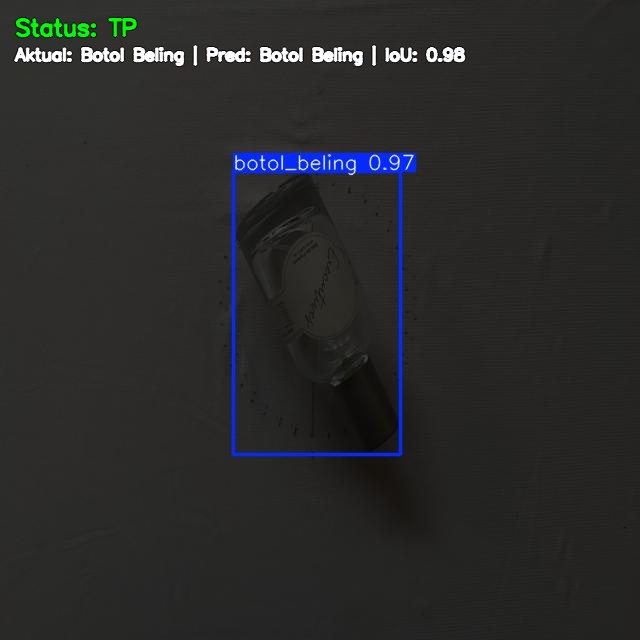 Status: TP
Aktual: Botol Beling | Pred: Botol Beling | IoU: 0.98
botol_beling 0.97